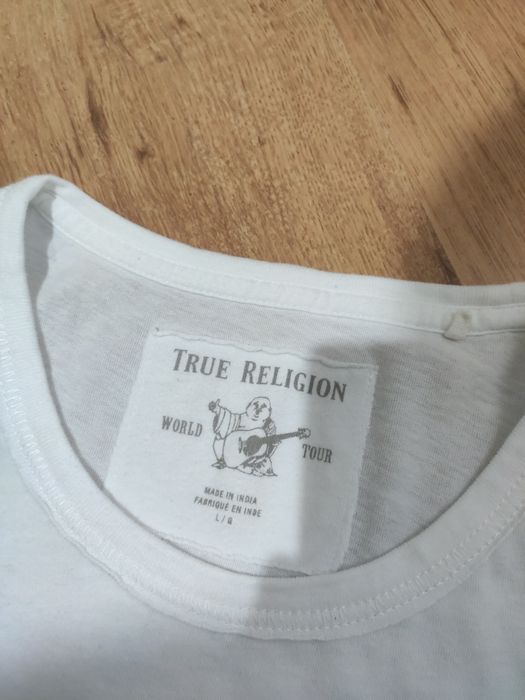 TRUE RELIGION
WORLD TOUR
MADE IN INDIA
FABRIQUÉ EN INDE
L / G